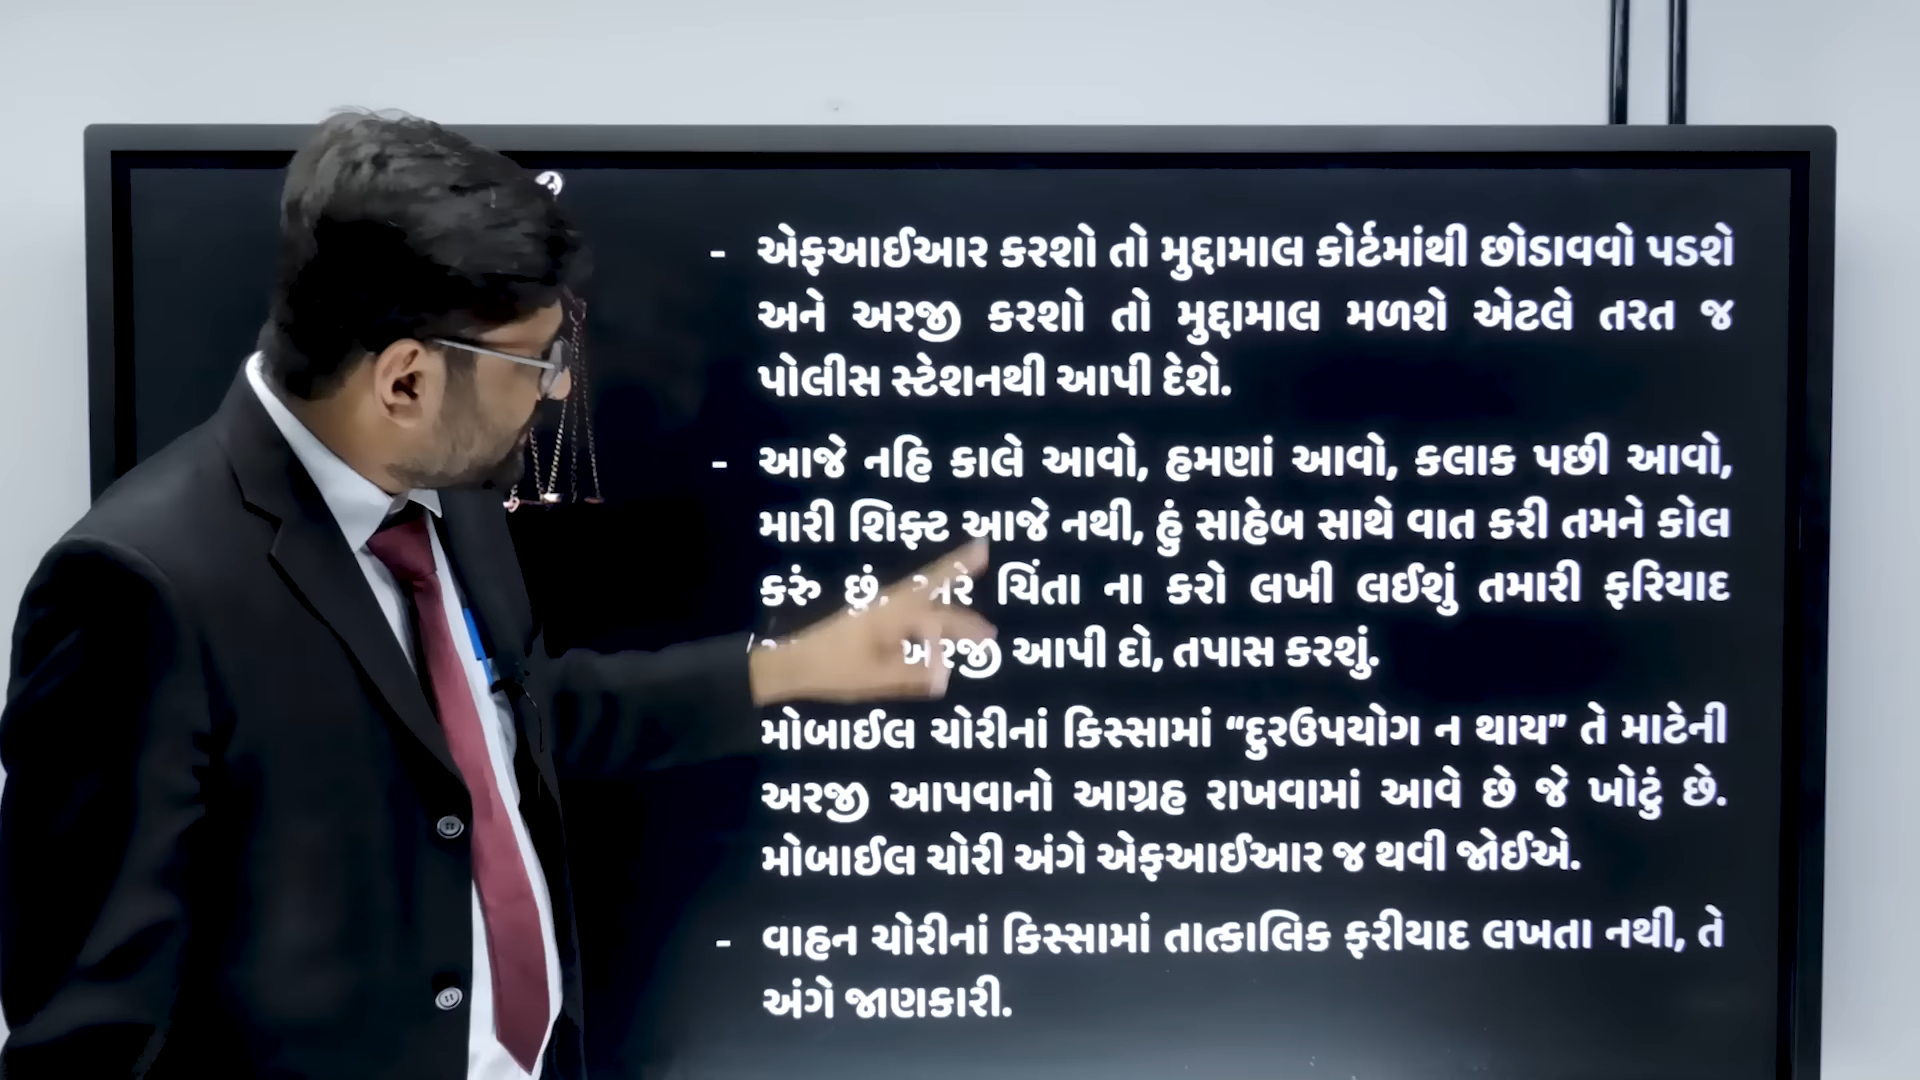 - એફઆઈઆર કરશો તો મુદ્દામાલ કોર્ટમાંથી છોડાવવો પડશે
અને અરજી કરશો તો મુદ્દામાલ મળશે એટલે તરત જ
પોલીસ સ્ટેશનથી આપી દેશે.
- આજે નહિ કાલે આવો, હમણાં આવો, કલાક પછી આવો,
મારી શિફ્ટ આજે નથી, હું સાહેબ સાથે વાત કરી તમને કોલ
કરું છું, ચિંતા ના કરો લખી લઈશું તમારી ફરિયાદ
અરજી આપી દો, તપાસ કરશું.
મોબાઈલ ચોરીનાં કિસ્સામાં “દુરઉપયોગ ન થાય” તે માટેની
અરજી આપવાનો આગ્રહ રાખવામાં આવે છે જે ખોટું છે.
મોબાઈલ ચોરી અંગે એફઆઈઆર જ થવી જોઈએ.
- વાહન ચોરીનાં કિસ્સામાં તાત્કાલિક ફરીયાદ લખતા નથી, તે
અંગે જાણકારી.